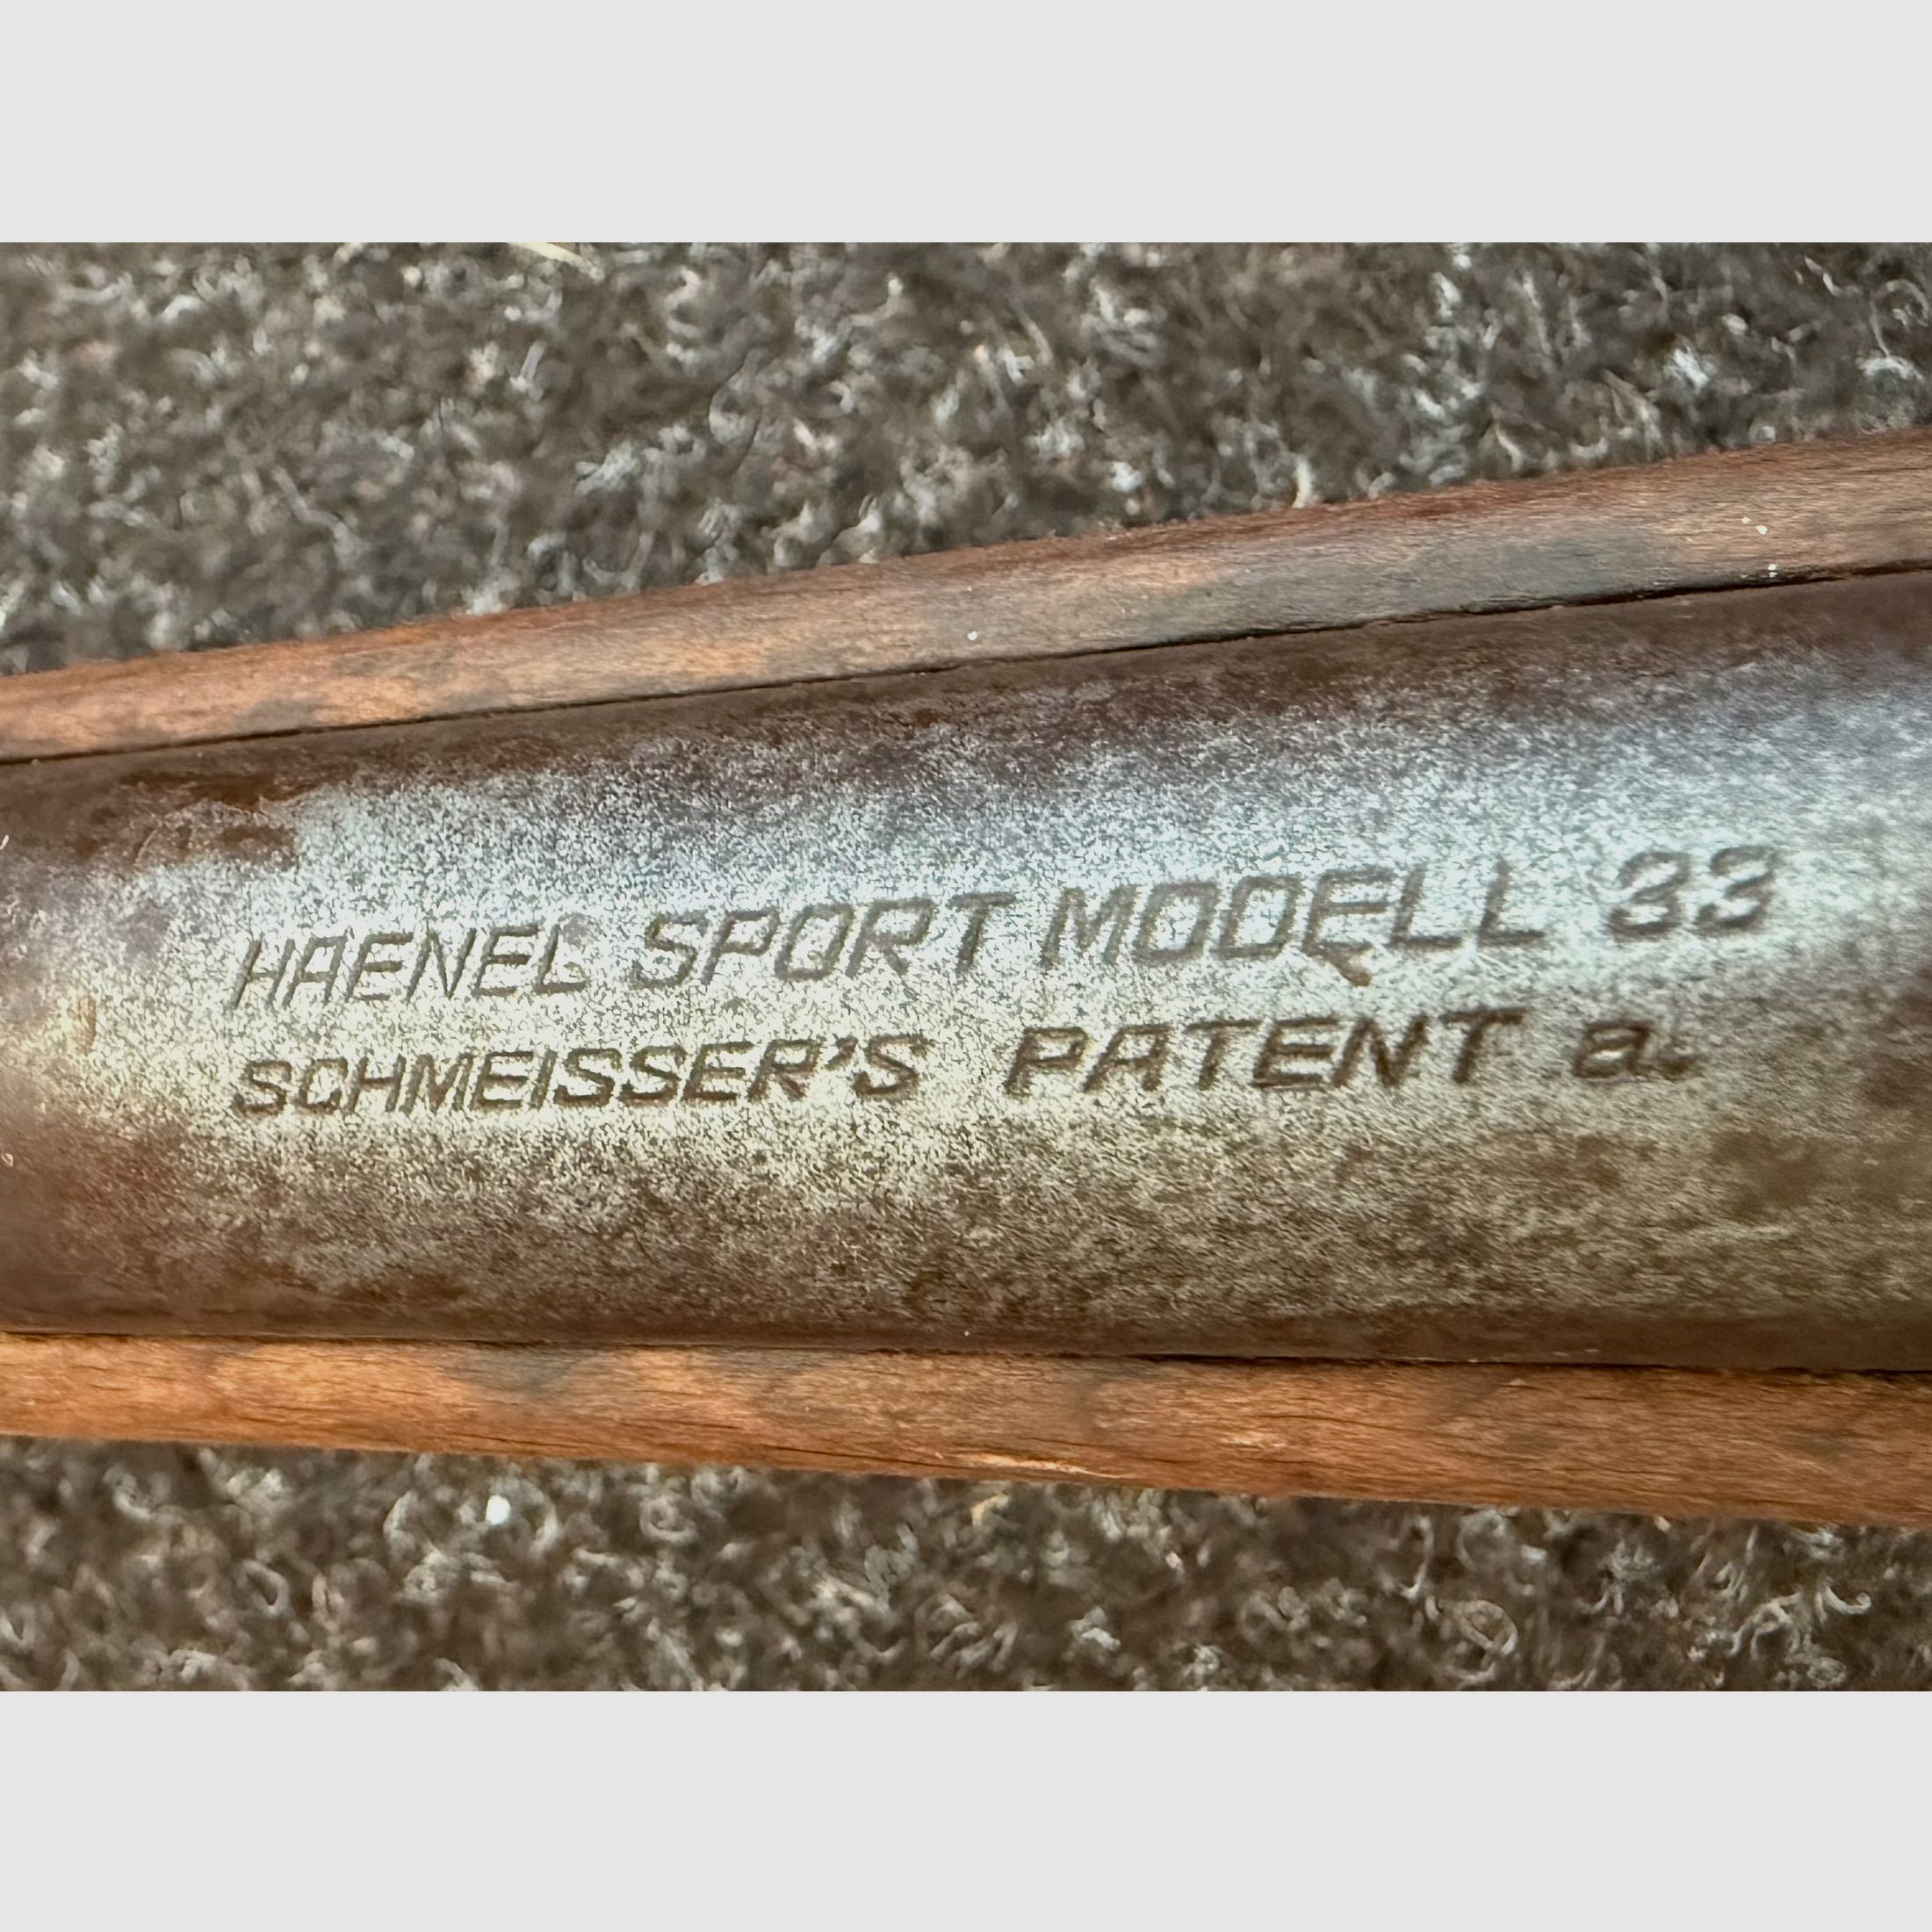 HAENEL SPORT MODELL 33
SCHMEISSER'S PATENT a.